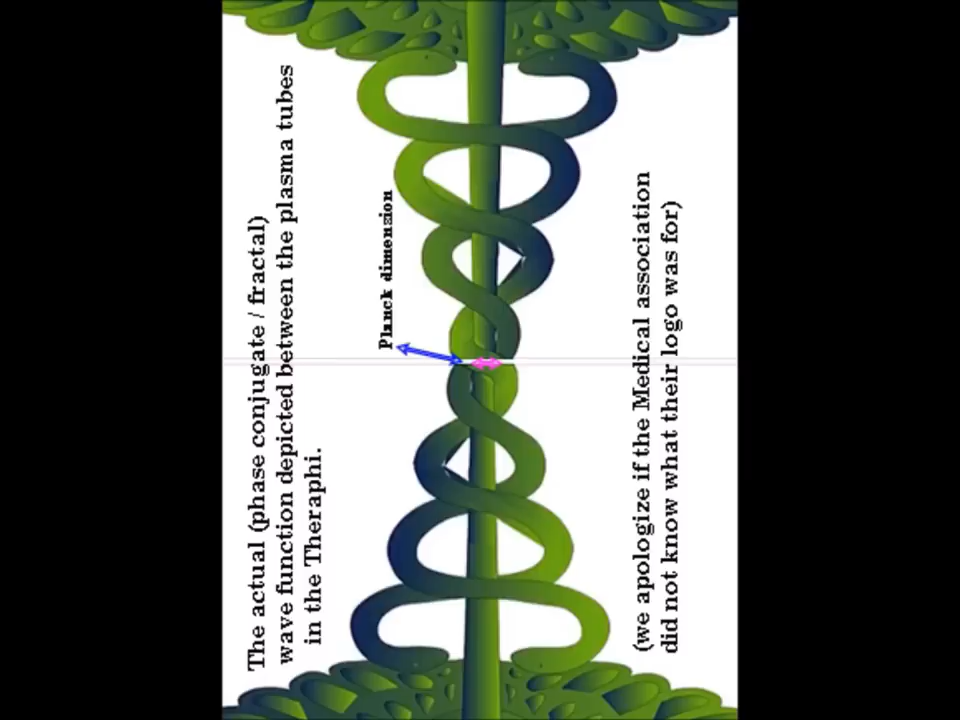 The actual (phase conjugate / fractal)
wave function depicted between the plasma tubes
in the Theraphi.
Planck dimension
(we apologize if the Medical association
did not know what their logo was for)